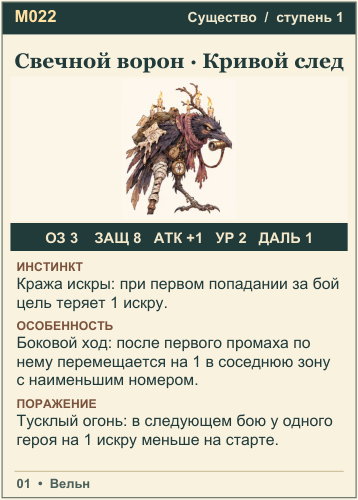 М022
Существо / ступень 1
Свечной ворон · Кривой след
ОЗ 3 ЗАЩ 8 АТК +1 УР 2 ДАЛЬ 1
ИНСТИНКТ
Кража искры: при первом попадании за бой
цель теряет 1 искру.
ОСОБЕННОСТЬ
Боковой ход: после первого промаха по
нему перемещается на 1 в соседнюю зону
с наименьшим номером.
ПОРАЖЕНИЕ
Тусклый огонь: в следующем бою у одного
героя на 1 искру меньше на старте.
01 • Вельн